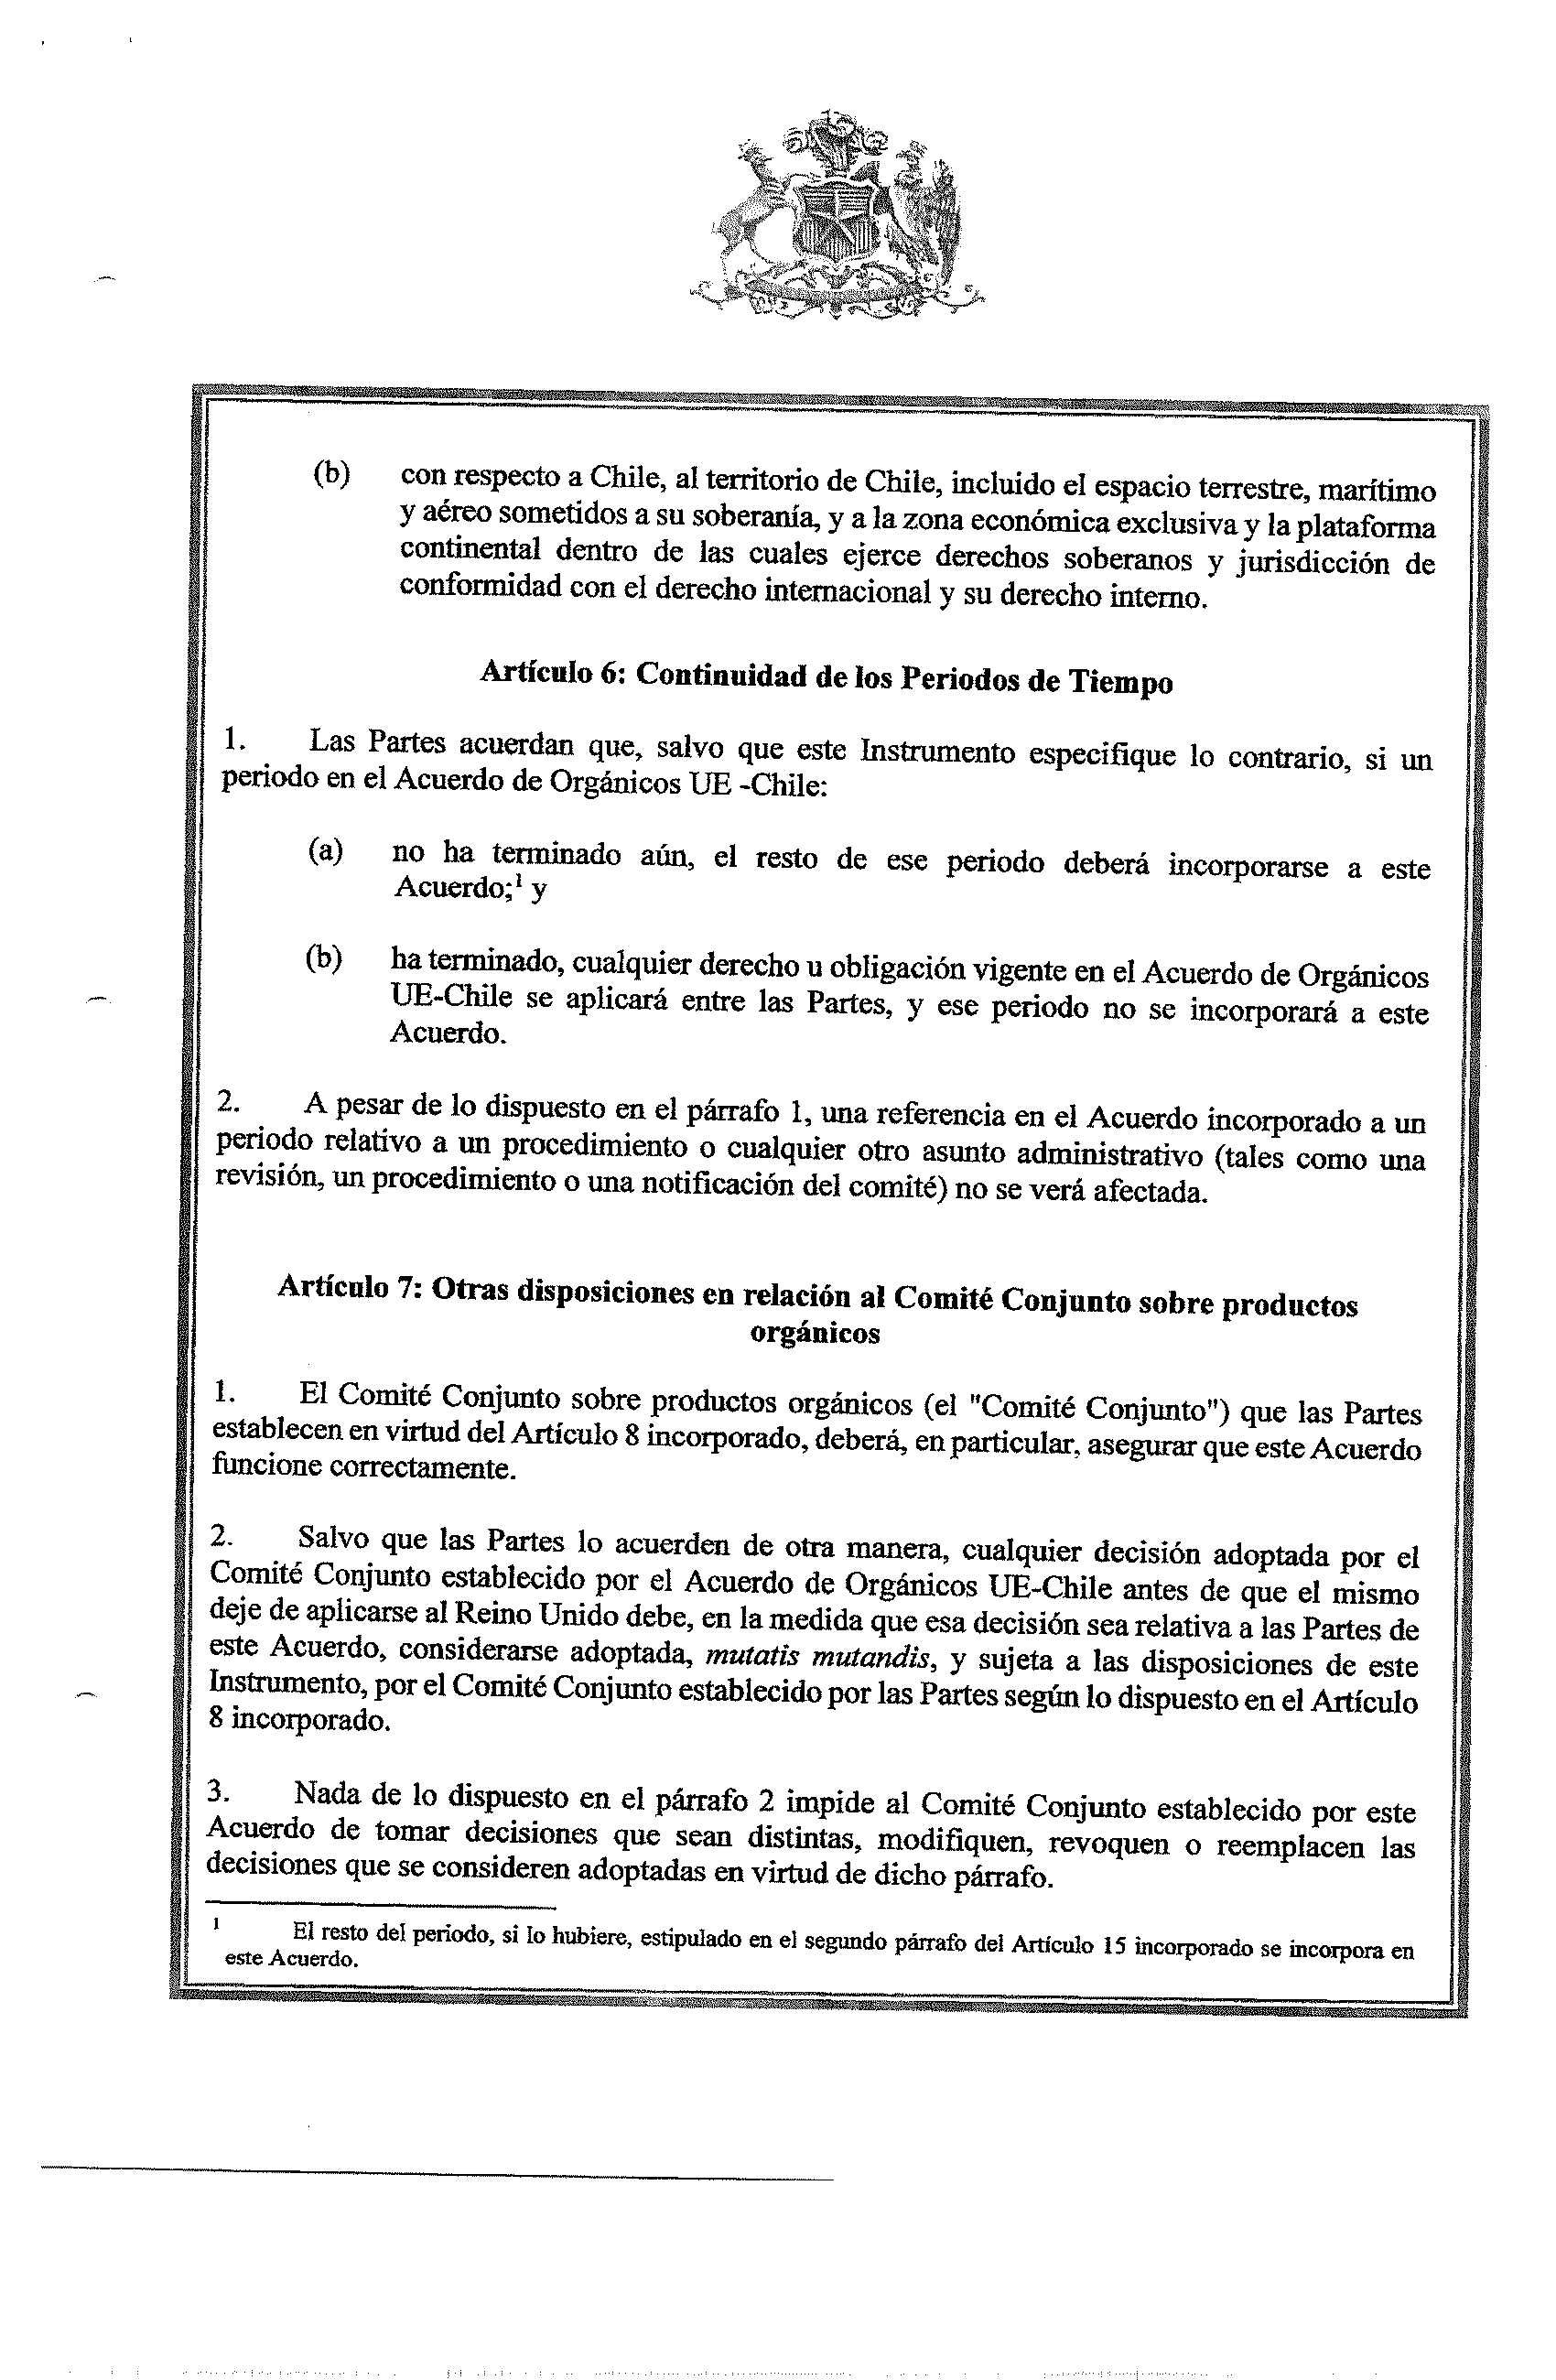 (b) con respecto a Chile, al territorio de Chile, incluido el espacio terrestre, marítimo
y aéreo sometidos a su soberanía, y a la zona económica exclusiva y la plataforma
continental dentro de las cuales ejerce derechos soberanos y jurisdicción de
conformidad con el derecho internacional y su derecho interno.
Artículo 6: Continuidad de los Periodos de Tiempo
1. Las Partes acuerdan que, salvo que este Instrumento especifique lo contrario, si un
periodo en el Acuerdo de Orgánicos UE -Chile:
(a) no ha terminado aún, el resto de ese periodo deberá incorporarse a este
Acuerdo;¹ y
(b) ha terminado, cualquier derecho u obligación vigente en el Acuerdo de Orgánicos
UE-Chile se aplicará entre las Partes, y ese periodo no se incorporará a este
Acuerdo.
2. A pesar de lo dispuesto en el párrafo 1, una referencia en el Acuerdo incorporado a un
periodo relativo a un procedimiento o cualquier otro asunto administrativo (tales como una
revisión, un procedimiento o una notificación del comité) no se verá afectada.
Artículo 7: Otras disposiciones en relación al Comité Conjunto sobre productos
orgánicos
1. El Comité Conjunto sobre productos orgánicos (el "Comité Conjunto") que las Partes
establecen en virtud del Artículo 8 incorporado, deberá, en particular, asegurar que este Acuerdo
funcione correctamente.
2. Salvo que las Partes lo acuerden de otra manera, cualquier decisión adoptada por el
Comité Conjunto establecido por el Acuerdo de Orgánicos UE-Chile antes de que el mismo
deje de aplicarse al Reino Unido debe, en la medida que esa decisión sea relativa a las Partes de
este Acuerdo, considerarse adoptada, mutatis mutandis, y sujeta a las disposiciones de este
Instrumento, por el Comité Conjunto establecido por las Partes según lo dispuesto en el Artículo
8 incorporado.
3. Nada de lo dispuesto en el párrafo 2 impide al Comité Conjunto establecido por este
Acuerdo de tomar decisiones que sean distintas, modifiquen, revoquen o reemplacen las
decisiones que se consideren adoptadas en virtud de dicho párrafo.
¹ El resto del periodo, si lo hubiere, estipulado en el segundo párrafo del Artículo 15 incorporado se incorpora en
este Acuerdo.